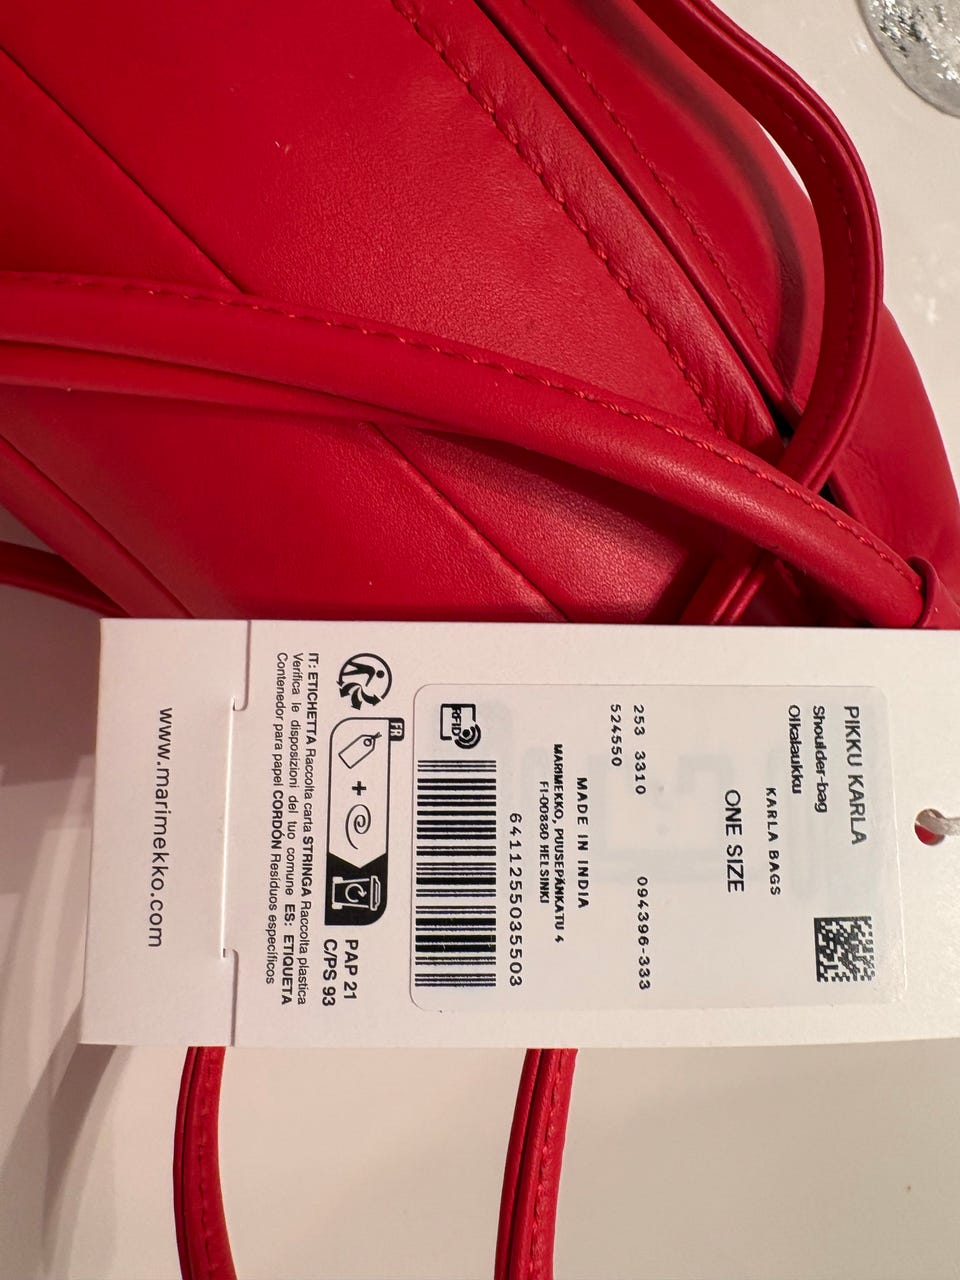 PIKKU KARLA
Shoulder-bag
Olkalaukku
KARLA BAGS
ONE SIZE
253 3310 094396-333
524550
MADE IN INDIA
MARIMEKKO, PUUSEPÄNKATU 4
FI-00880 HELSINKI
6411255035503
RFID
FR
+
PAP 21
C/PS 93
IT: ETICHETTA Raccolta carta STRINGA Raccolta plastica
Verifica le disposizioni del tuo comune ES: ETIQUETA
Contenedor para papel CORDÓN Residuos específicos
www.marimekko.com